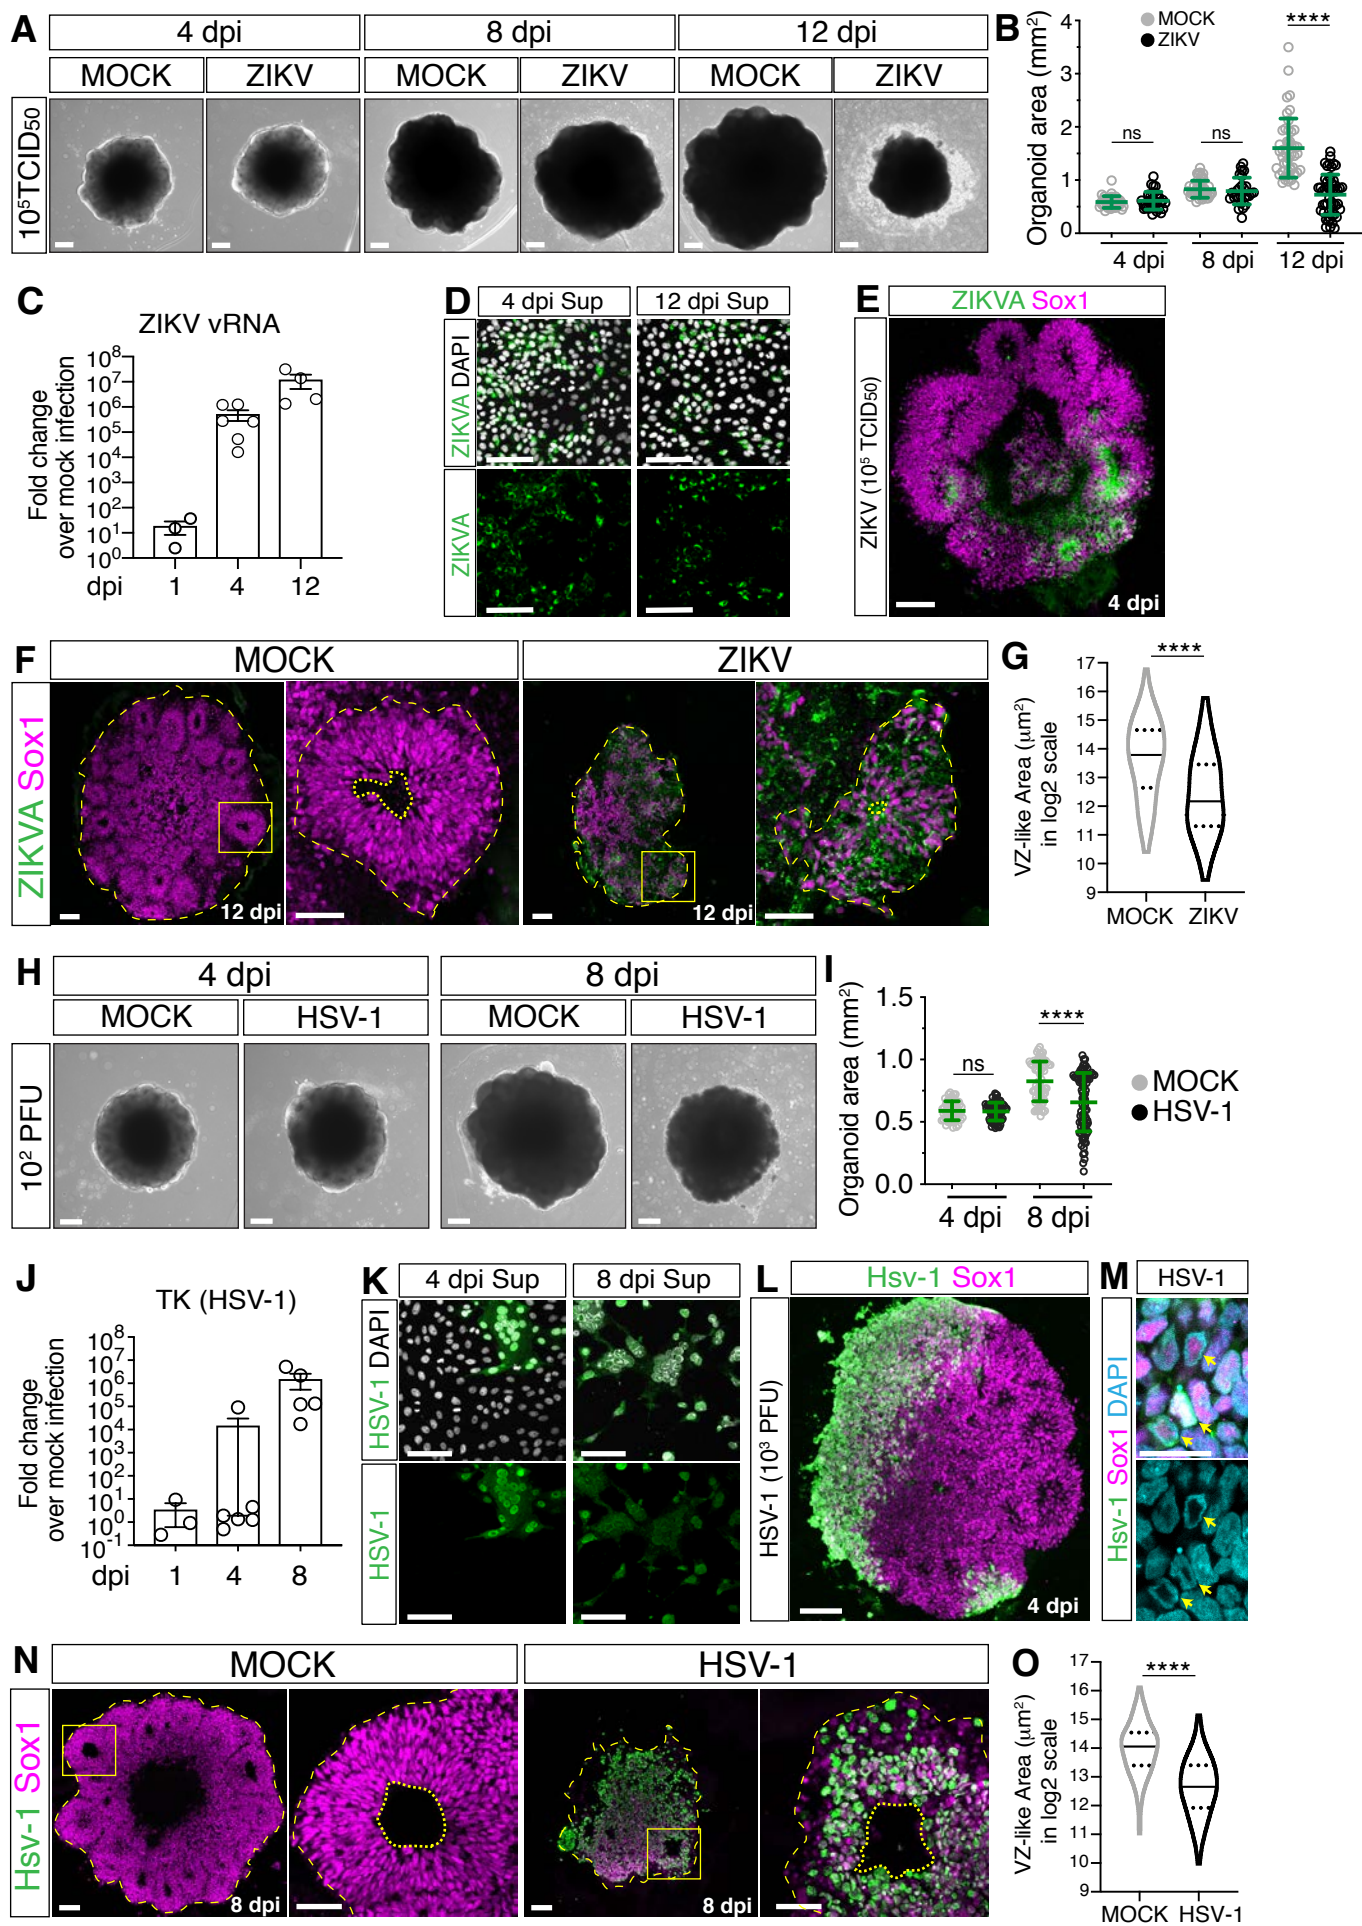 A
4 dpi
8 dpi
12 dpi
MOCK
ZIKV
MOCK
ZIKV
MOCK
ZIKV
10⁵TCID50
B
Organoid area (mm²)
MOCK
ZIKV
****
ns
ns
4
3
2
1
0
4 dpi
8 dpi
12 dpi
C
ZIKV vRNA
Fold change
over mock infection
10⁸
10⁷
10⁶
10⁵
10⁴
10³
10²
10¹
10⁰
dpi
1
4
12
D
4 dpi Sup
12 dpi Sup
ZIKVA DAPI
ZIKVA
E
ZIKVA Sox1
ZIKV (10⁵ TCID50)
4 dpi
F
MOCK
ZIKV
ZIKVA Sox1
12 dpi
12 dpi
G
****
VZ-like Area (μm²)
in log2 scale
17
16
15
14
13
12
11
10
9
MOCK
ZIKV
H
4 dpi
8 dpi
MOCK
HSV-1
MOCK
HSV-1
10² PFU
I
Organoid area (mm²)
1.5
1.0
0.5
0.0
ns
****
4 dpi
8 dpi
MOCK
HSV-1
J
TK (HSV-1)
Fold change
over mock infection
10⁸
10⁷
10⁶
10⁵
10⁴
10³
10²
10¹
10⁰
10⁻¹
dpi
1
4
8
K
4 dpi Sup
8 dpi Sup
HSV-1 DAPI
HSV-1
L
Hsv-1 Sox1
HSV-1 (10³ PFU)
4 dpi
M
HSV-1
Hsv-1 Sox1 DAPI
N
MOCK
HSV-1
Hsv-1 Sox1
8 dpi
8 dpi
O
****
VZ-like Area (μm²)
in log2 scale
17
16
15
14
13
12
11
10
9
MOCK
HSV-1